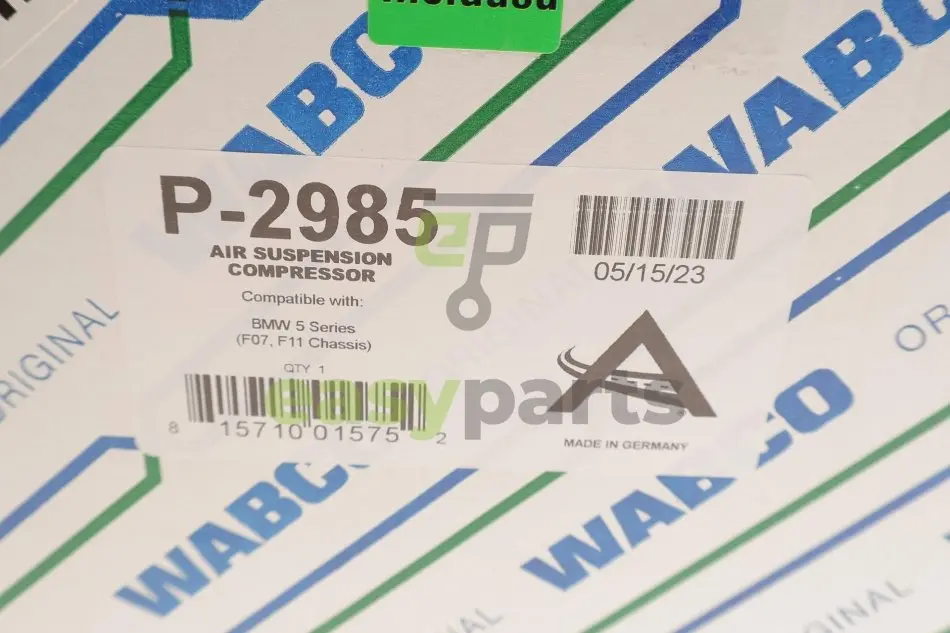 WABCO
WABCO
P-2985
AIR SUSPENSION
COMPRESSOR
Compatible with:
BMW 5 Series
(F07, F11 Chassis)
QTY 1
8 15710 01575 2
05/15/23
MADE IN GERMANY
ep
easyparts
ORIGINAL
WABCO
WABCO